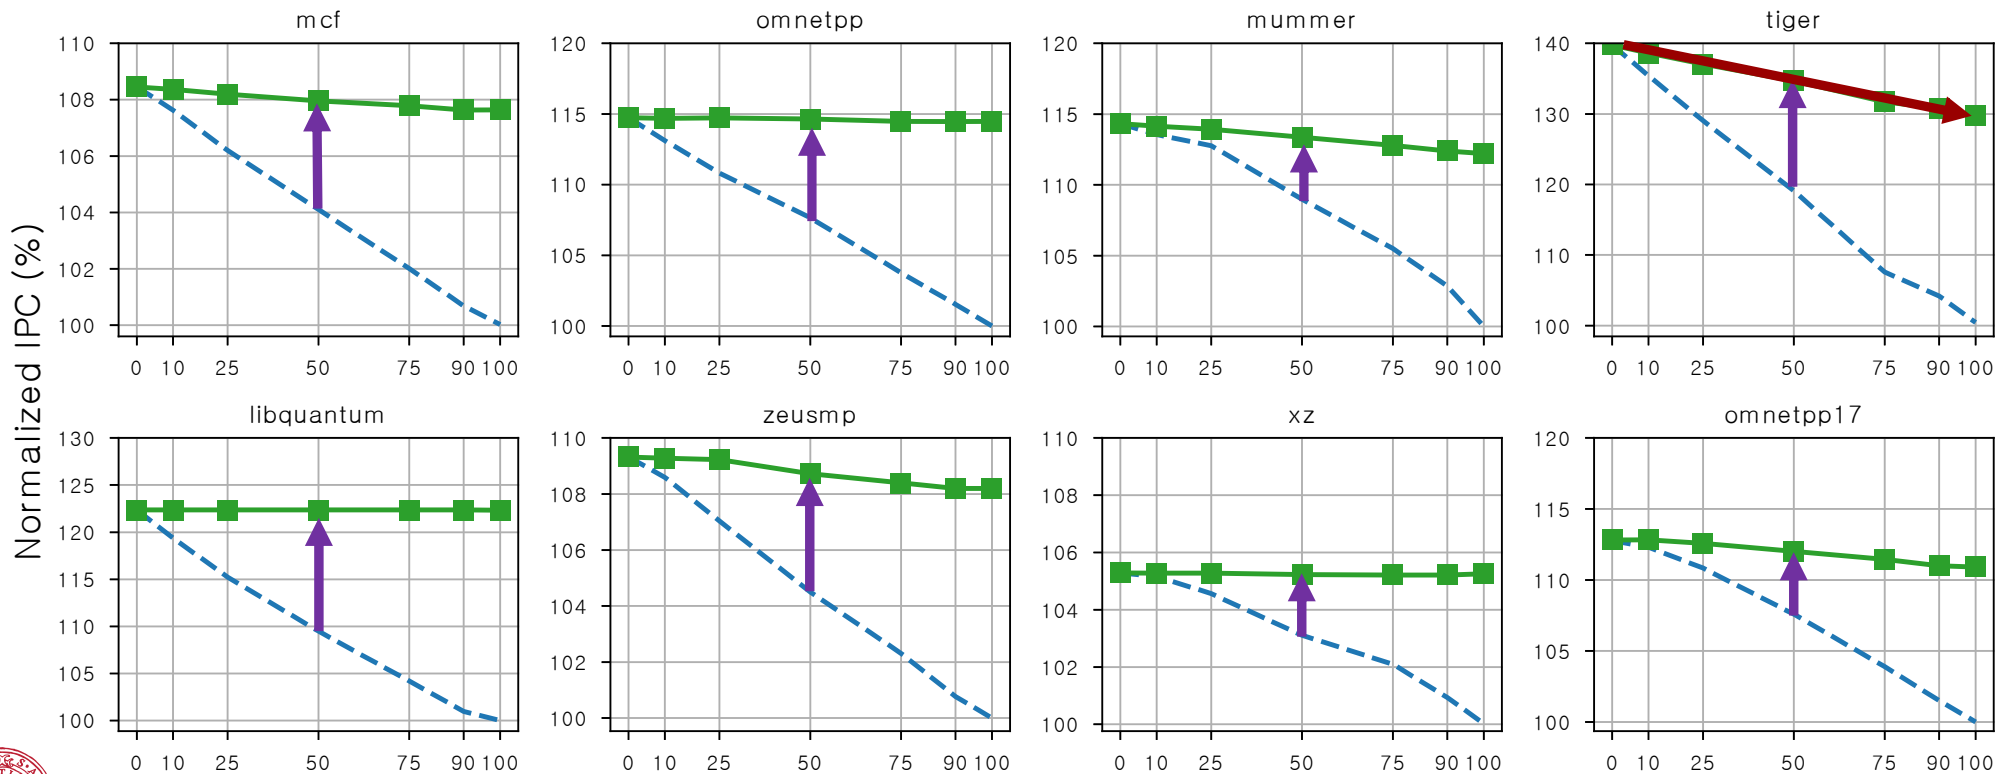 mcf omnetpp mummer tiger
110 120 120 140
108 115 115 130
106 110 110 120
104 105 105 110
102 100 100 100
100
0 10 25 50 75 90 100 0 10 25 50 75 90 100 0 10 25 50 75 90 100 0 10 25 50 75 90 100
Normalized IPC (%)
libquantum zeusmp xz omnetpp17
130 110 110 120
125 108 108 115
120 106 106 110
115 104 104 105
110 102 102 100
105 100 100
100
0 10 25 50 75 90 100 0 10 25 50 75 90 100 0 10 25 50 75 90 100 0 10 25 50 75 90 100